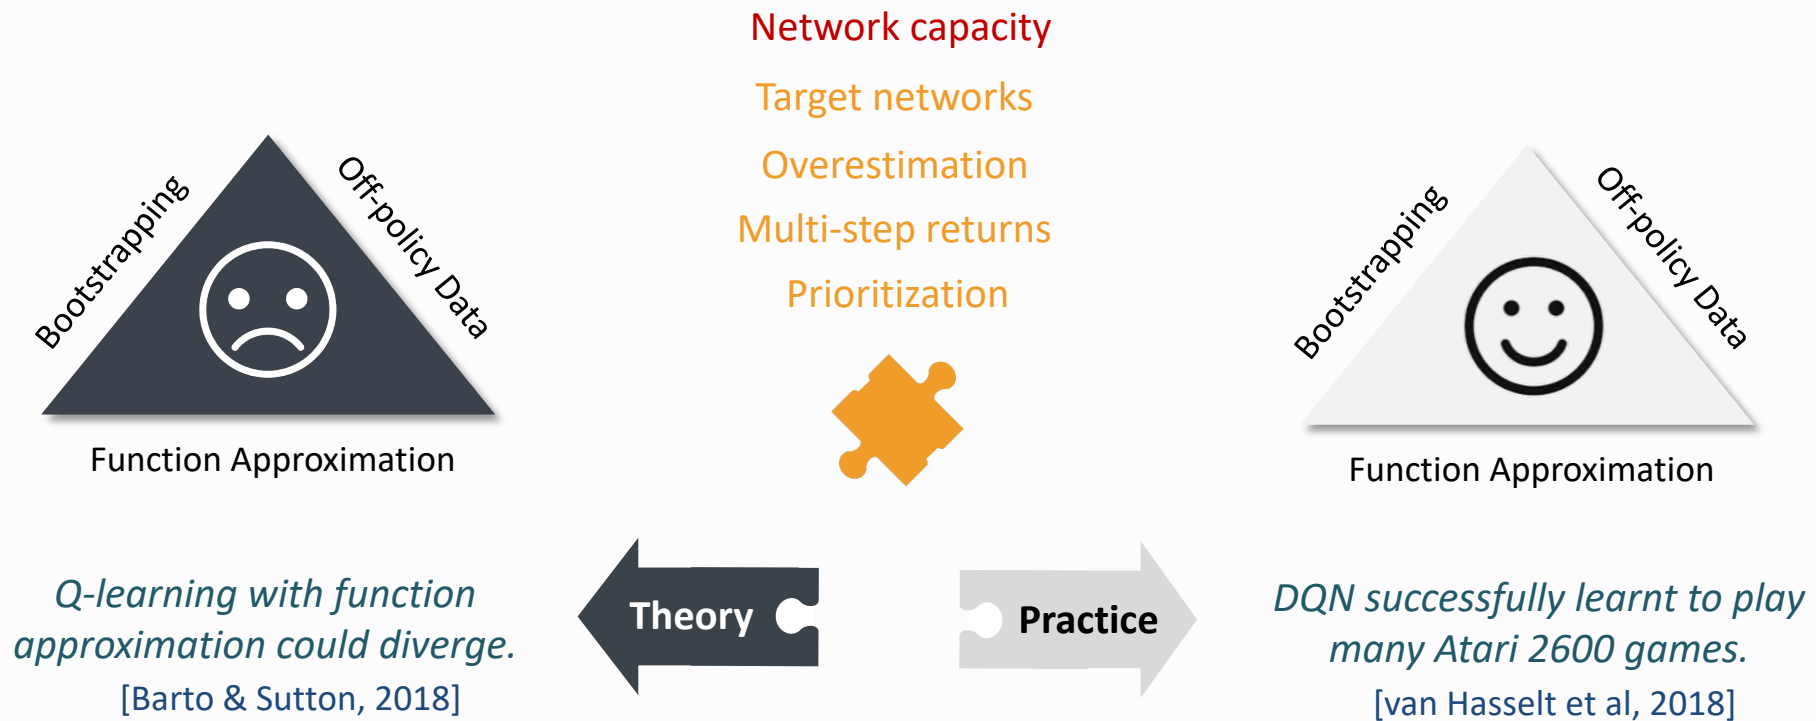 Network capacity
Target networks
Overestimation
Multi-step returns
Prioritization
Bootstrapping
Off-policy Data
Function Approximation
Bootstrapping
Off-policy Data
Function Approximation
Theory
Practice
Q-learning with function
approximation could diverge.
[Barto & Sutton, 2018]
DQN successfully learnt to play
many Atari 2600 games.
[van Hasselt et al, 2018]